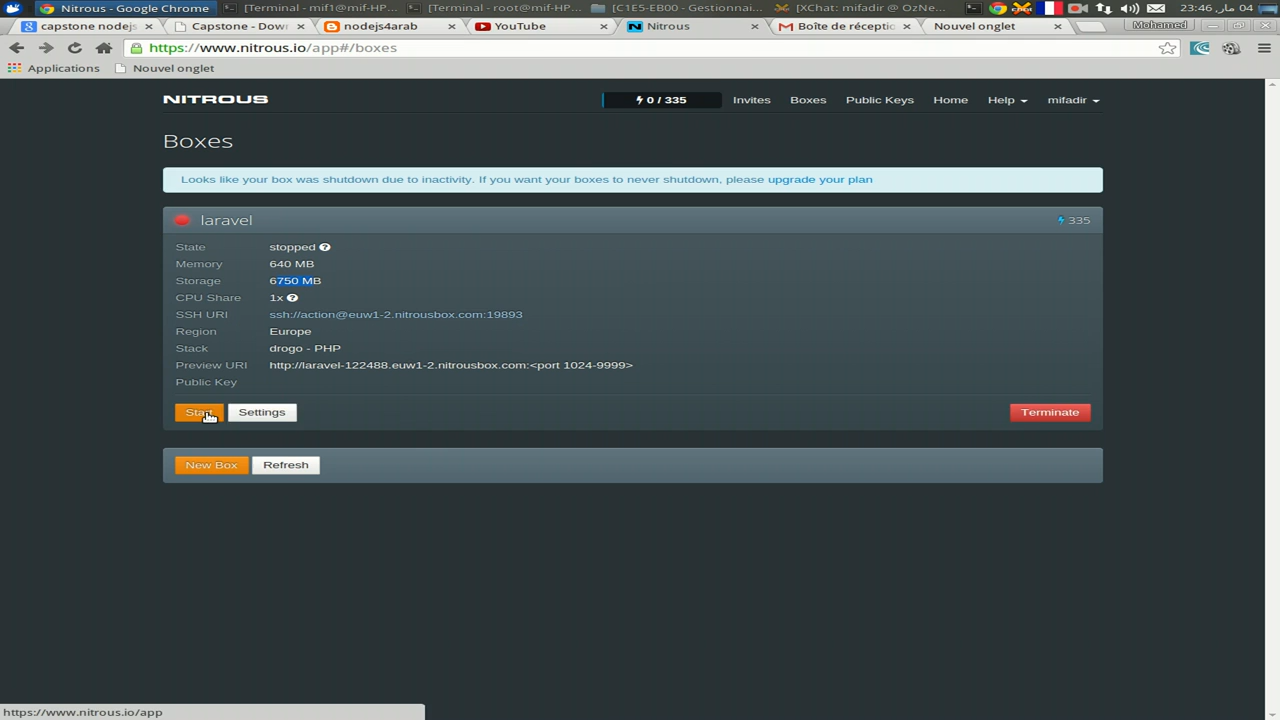 Nitrous - Google Chrome [Terminal - mif1@mif-HP... [Terminal - root@mif-HP... [C1E5-EB00 - Gestionnai... [XChat: mifadir @ OzNe... 04 مار, 23:46
capstone nodejs Capstone - Down nodejs4arab YouTube Nitrous Boîte de récepti Nouvel onglet Mohamed
https://www.nitrous.io/app#/boxes
Applications Nouvel onglet
NITROUS 0 / 335 Invites Boxes Public Keys Home Help mifadir
Boxes
Looks like your box was shutdown due to inactivity. If you want your boxes to never shutdown, please upgrade your plan
laravel 335
State stopped
Memory 640 MB
Storage 6750 MB
CPU Share 1x
SSH URI ssh://action@euw1-2.nitrousbox.com:19893
Region Europe
Stack drogo - PHP
Preview URI http://laravel-122488.euw1-2.nitrousbox.com:<port 1024-9999>
Public Key
Start Settings Terminate
New Box Refresh
https://www.nitrous.io/app